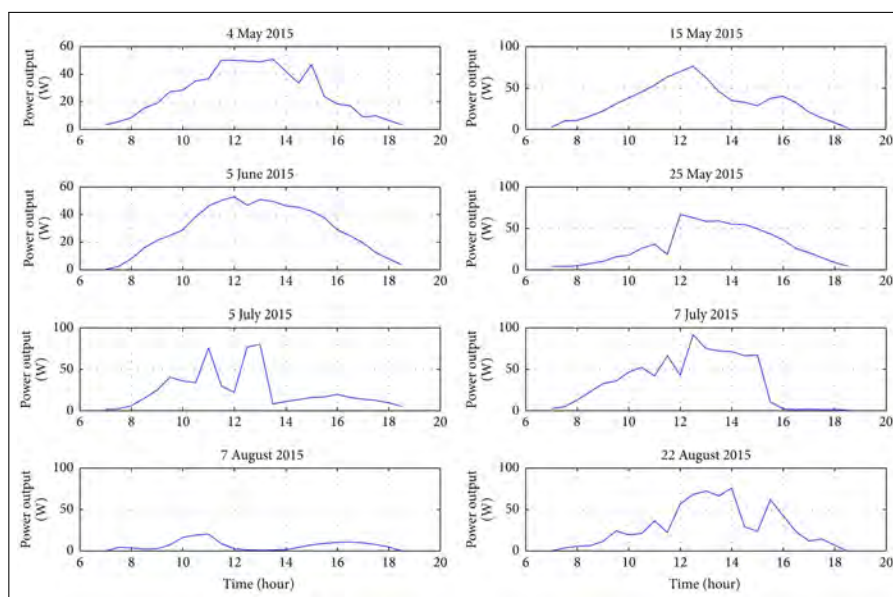 4 May 2015
Power output
(W)
60
40
20
0
6 8 10 12 14 16 18 20
15 May 2015
Power output
(W)
100
50
0
6 8 10 12 14 16 18 20
5 June 2015
Power output
(W)
60
40
20
0
6 8 10 12 14 16 18 20
25 May 2015
Power output
(W)
100
50
0
6 8 10 12 14 16 18 20
5 July 2015
Power output
(W)
100
50
0
6 8 10 12 14 16 18 20
7 July 2015
Power output
(W)
100
50
0
6 8 10 12 14 16 18 20
7 August 2015
Power output
(W)
100
50
0
6 8 10 12 14 16 18 20
Time (hour)
22 August 2015
Power output
(W)
100
50
0
6 8 10 12 14 16 18 20
Time (hour)